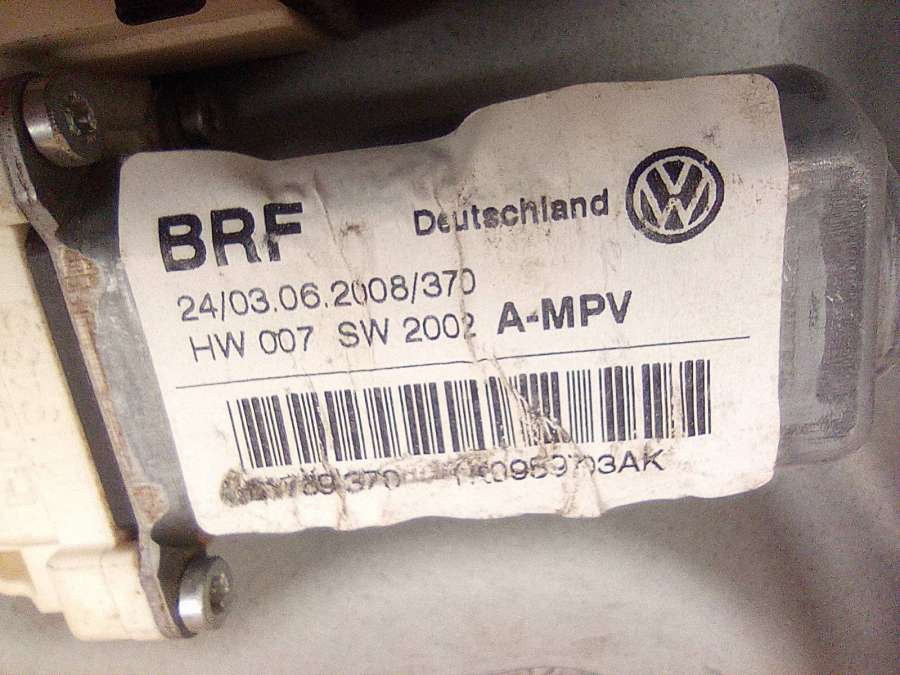 BRF Deutschland
24/03.06.2008/370
HW 007 SW 2002 A-MPV